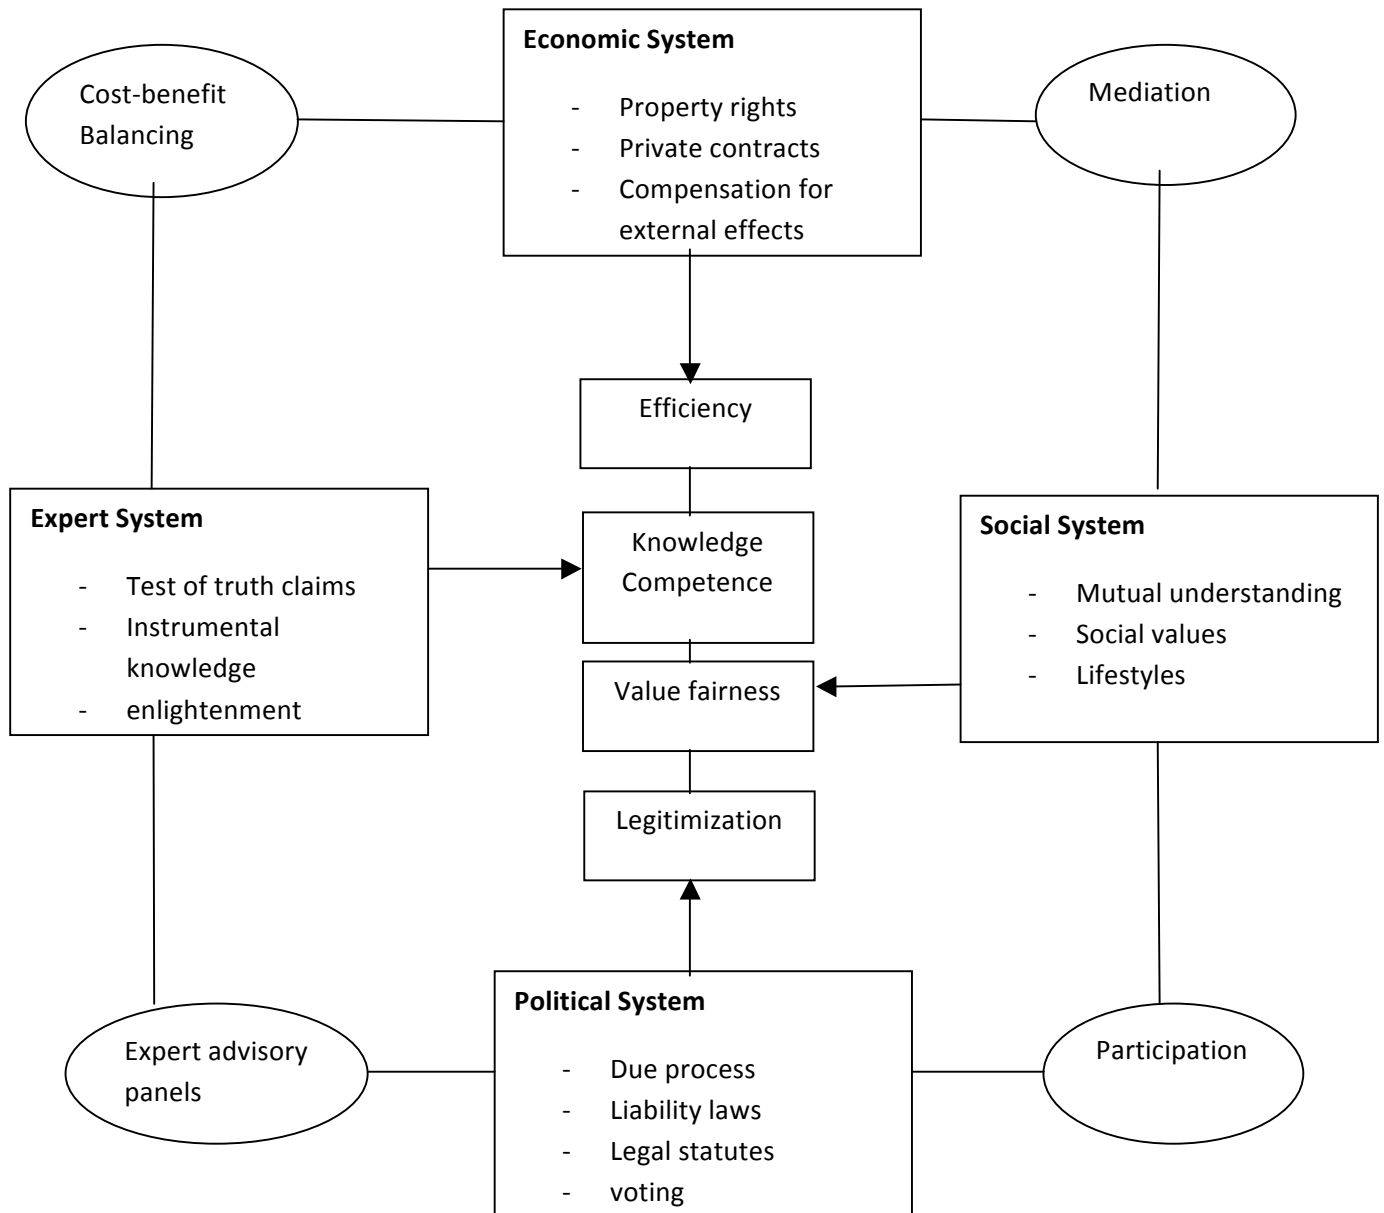 Economic System
- Property rights
- Private contracts
- Compensation for
external effects
Cost-benefit
Balancing
Mediation
Efficiency
Expert System
- Test of truth claims
- Instrumental
knowledge
- enlightenment
Knowledge
Competence
Social System
- Mutual understanding
- Social values
- Lifestyles
Value fairness
Legitimization
Political System
- Due process
- Liability laws
- Legal statutes
- voting
Expert advisory
panels
Participation